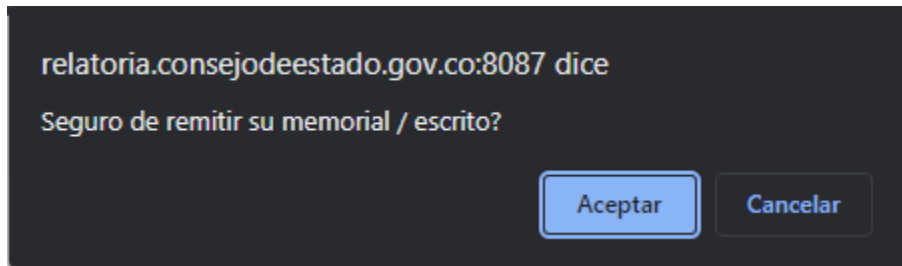 relatoria.consejodeestado.gov.co:8087 dice
Seguro de remitir su memorial / escrito?
Aceptar Cancelar